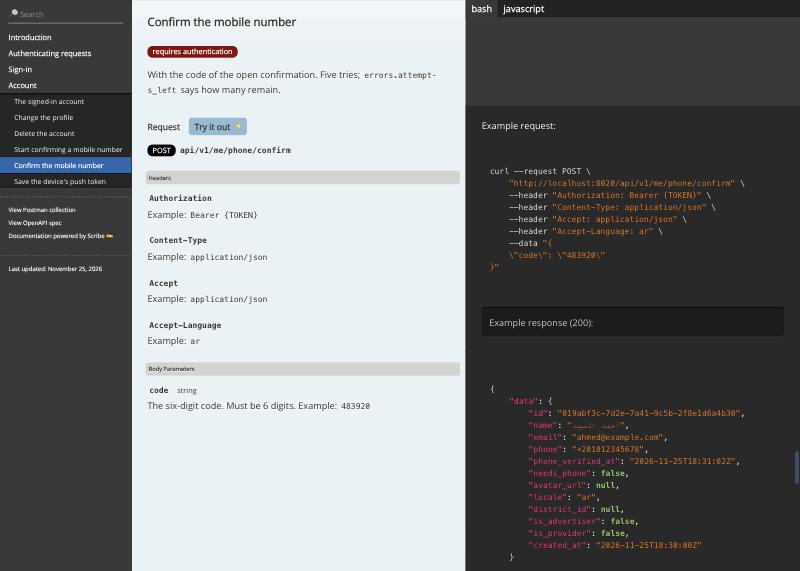 Search
Introduction
Authenticating requests
Sign-in
Account
The signed-in account
Change the profile
Delete the account
Start confirming a mobile number
Confirm the mobile number
Save the device's push token
View Postman collection
View OpenAPI spec
Documentation powered by Scribe
Last updated: November 25, 2026
Confirm the mobile number
requires authentication
With the code of the open confirmation. Five tries; errors.attempt-
s_left says how many remain.
Request Try it out
POST api/v1/me/phone/confirm
Headers
Authorization
Example: Bearer {TOKEN}
Content-Type
Example: application/json
Accept
Example: application/json
Accept-Language
Example: ar
Body Parameters
code string
The six-digit code. Must be 6 digits. Example: 483920
bash javascript
Example request:
curl --request POST \
"http://localhost:8020/api/v1/me/phone/confirm" \
--header "Authorization: Bearer {TOKEN}" \
--header "Content-Type: application/json" \
--header "Accept: application/json" \
--header "Accept-Language: ar" \
--data "{
\"code\": \"483920\"
}"
Example response (200):
{
"data": {
"id": "019abf3c-7d2e-7a41-9c5b-2f8e1d6a4b30",
"name": "أحمد السيد",
"email": "ahmed@example.com",
"phone": "+201012345678",
"phone_verified_at": "2026-11-25T18:31:02Z",
"needs_phone": false,
"avatar_url": null,
"locale": "ar",
"district_id": null,
"is_advertiser": false,
"is_provider": false,
"created_at": "2026-11-25T18:30:00Z"
}